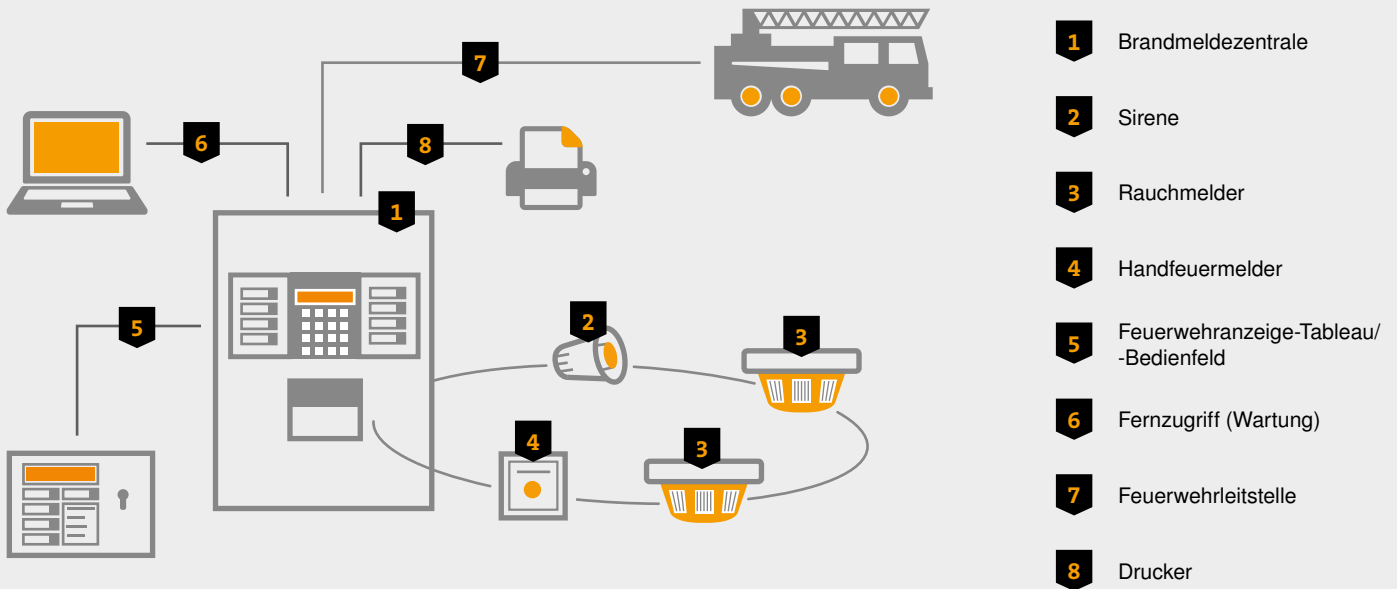 7
6
8
1
5
2
3
4
3
1 Brandmeldezentrale
2 Sirene
3 Rauchmelder
4 Handfeuermelder
5 Feuerwehranzeige-Tableau/
-Bedienfeld
6 Fernzugriff (Wartung)
7 Feuerwehrleitstelle
8 Drucker